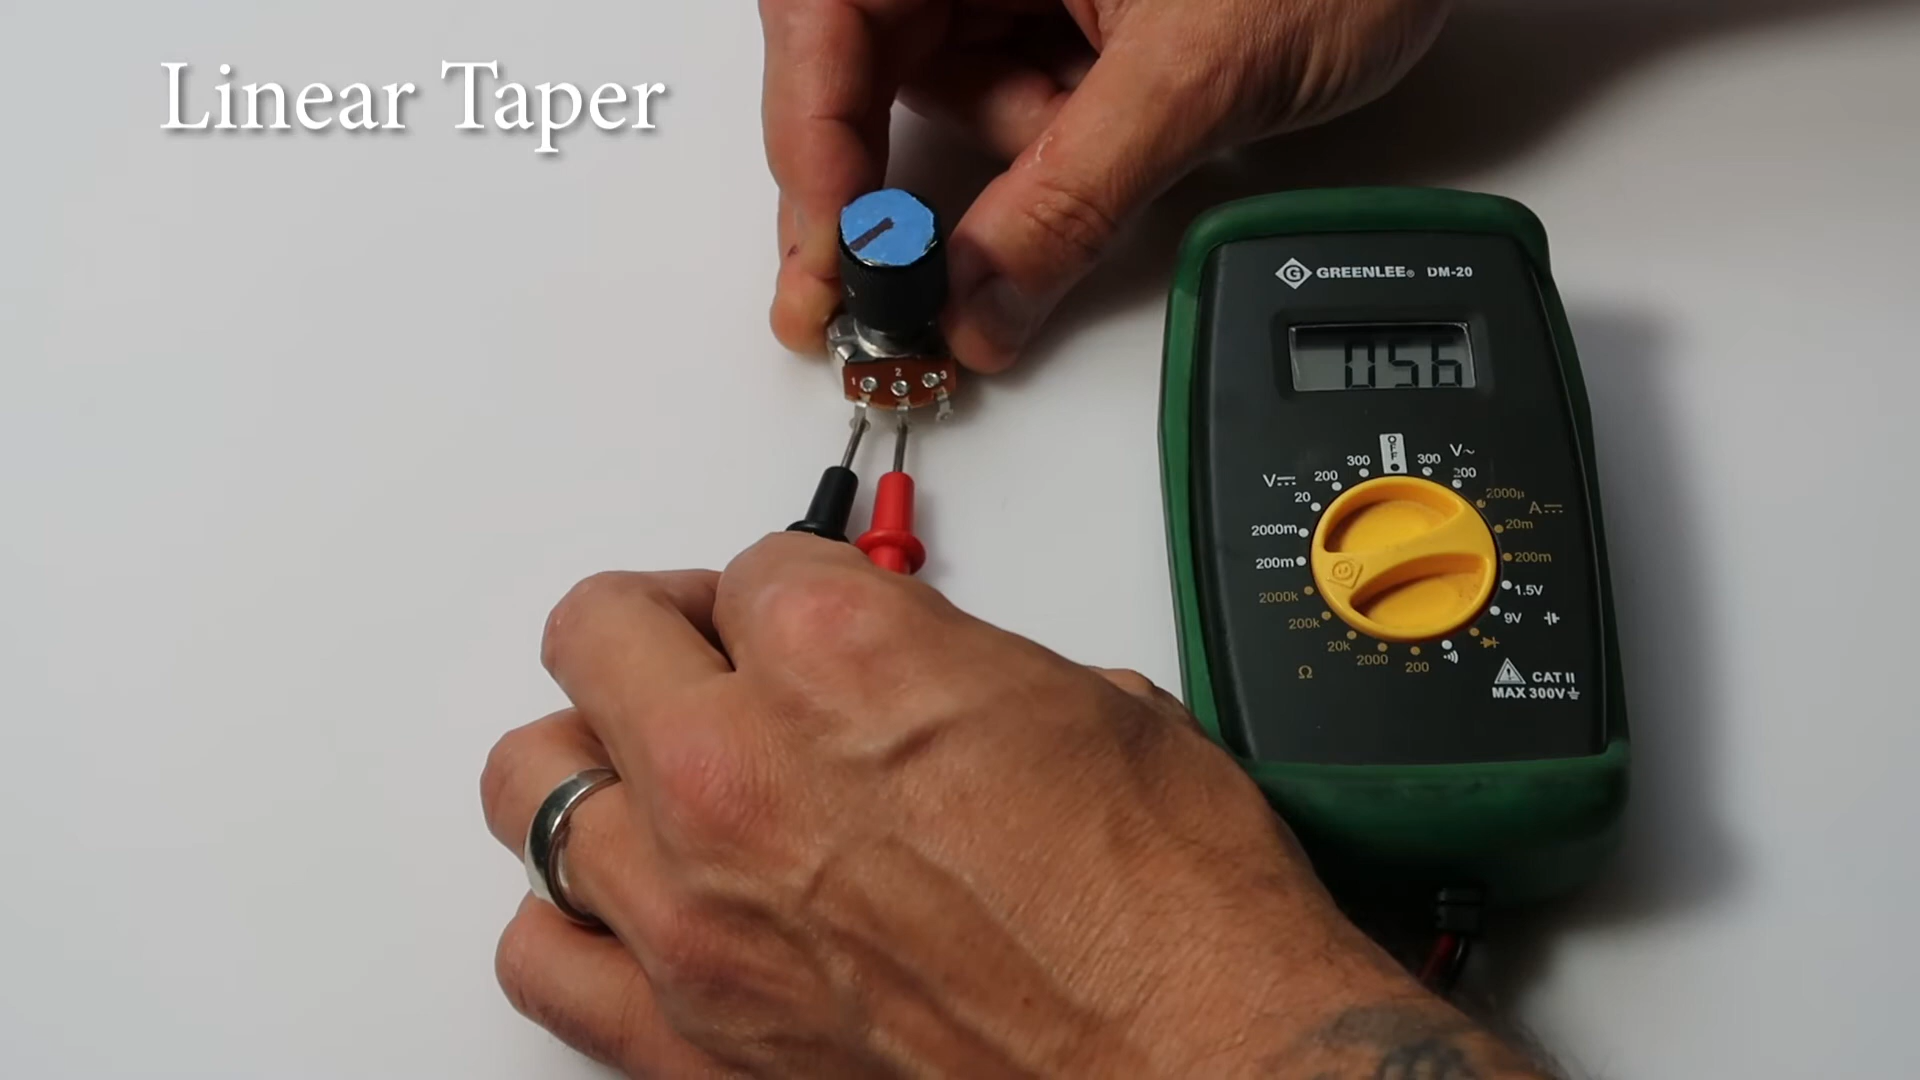 Linear Taper
GREENLEE® DM-20
056
1 2 3
OFF
V⎓ 200 300 300 V~ 200
20 2000µ A⎓
2000m 20m
200m 200m
2000k 1.5V
200k 9V
20k 2000 200
Ω
CAT II
MAX 300V